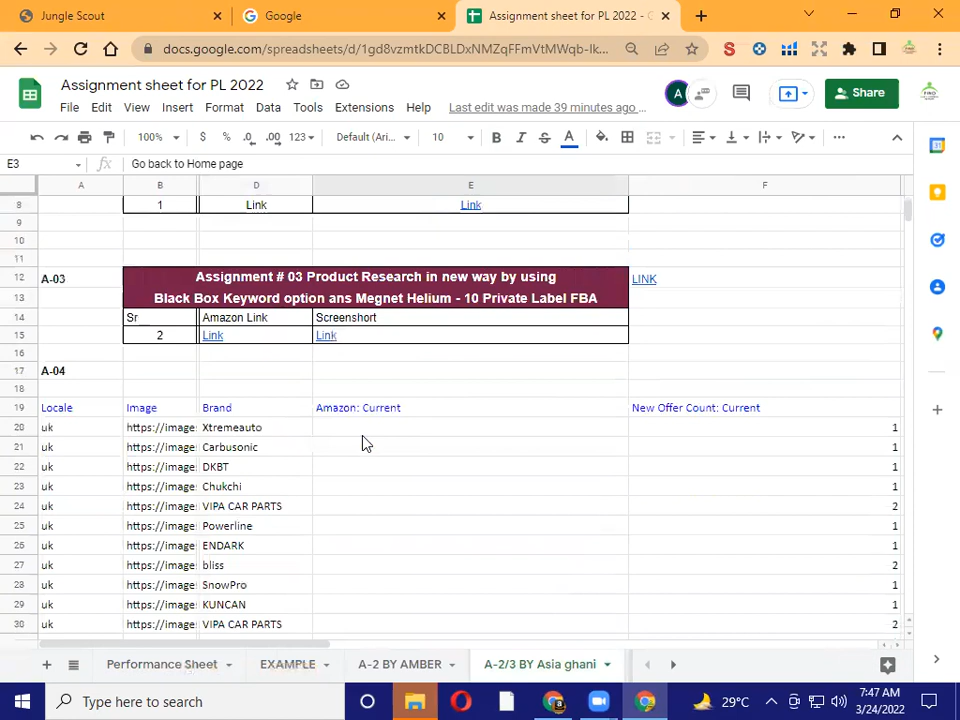 Jungle Scout
Google
Assignment sheet for PL 2022 - G
docs.google.com/spreadsheets/d/1gd8vzmtkDCBLDxNMZqFFmVtMWqb-Ik...
Assignment sheet for PL 2022
File Edit View Insert Format Data Tools Extensions Help Last edit was made 39 minutes ago ...
A
Share
100% $ % .0 .00 123 Default (Ari... 10 B I S A
E3 fx Go back to Home page
A B D E F
8 1 Link Link
9
10
11
12 A-03 Assignment # 03 Product Research in new way by using LINK
13 Black Box Keyword option ans Megnet Helium - 10 Private Label FBA
14 Sr Amazon Link Screenshort
15 2 Link Link
16
17 A-04
18
19 Locale Image Brand Amazon: Current New Offer Count: Current
20 uk https://image: Xtremeauto 1
21 uk https://image: Carbusonic 1
22 uk https://image: DKBT 1
23 uk https://image: Chukchi 1
24 uk https://image: VIPA CAR PARTS 2
25 uk https://image: Powerline 1
26 uk https://image: ENDARK 1
27 uk https://image: bliss 2
28 uk https://image: SnowPro 1
29 uk https://image: KUNCAN 1
30 uk https://image: VIPA CAR PARTS 2
Performance Sheet EXAMPLE A-2 BY AMBER A-2/3 BY Asia ghani
Type here to search
29°C
7:47 AM
3/24/2022